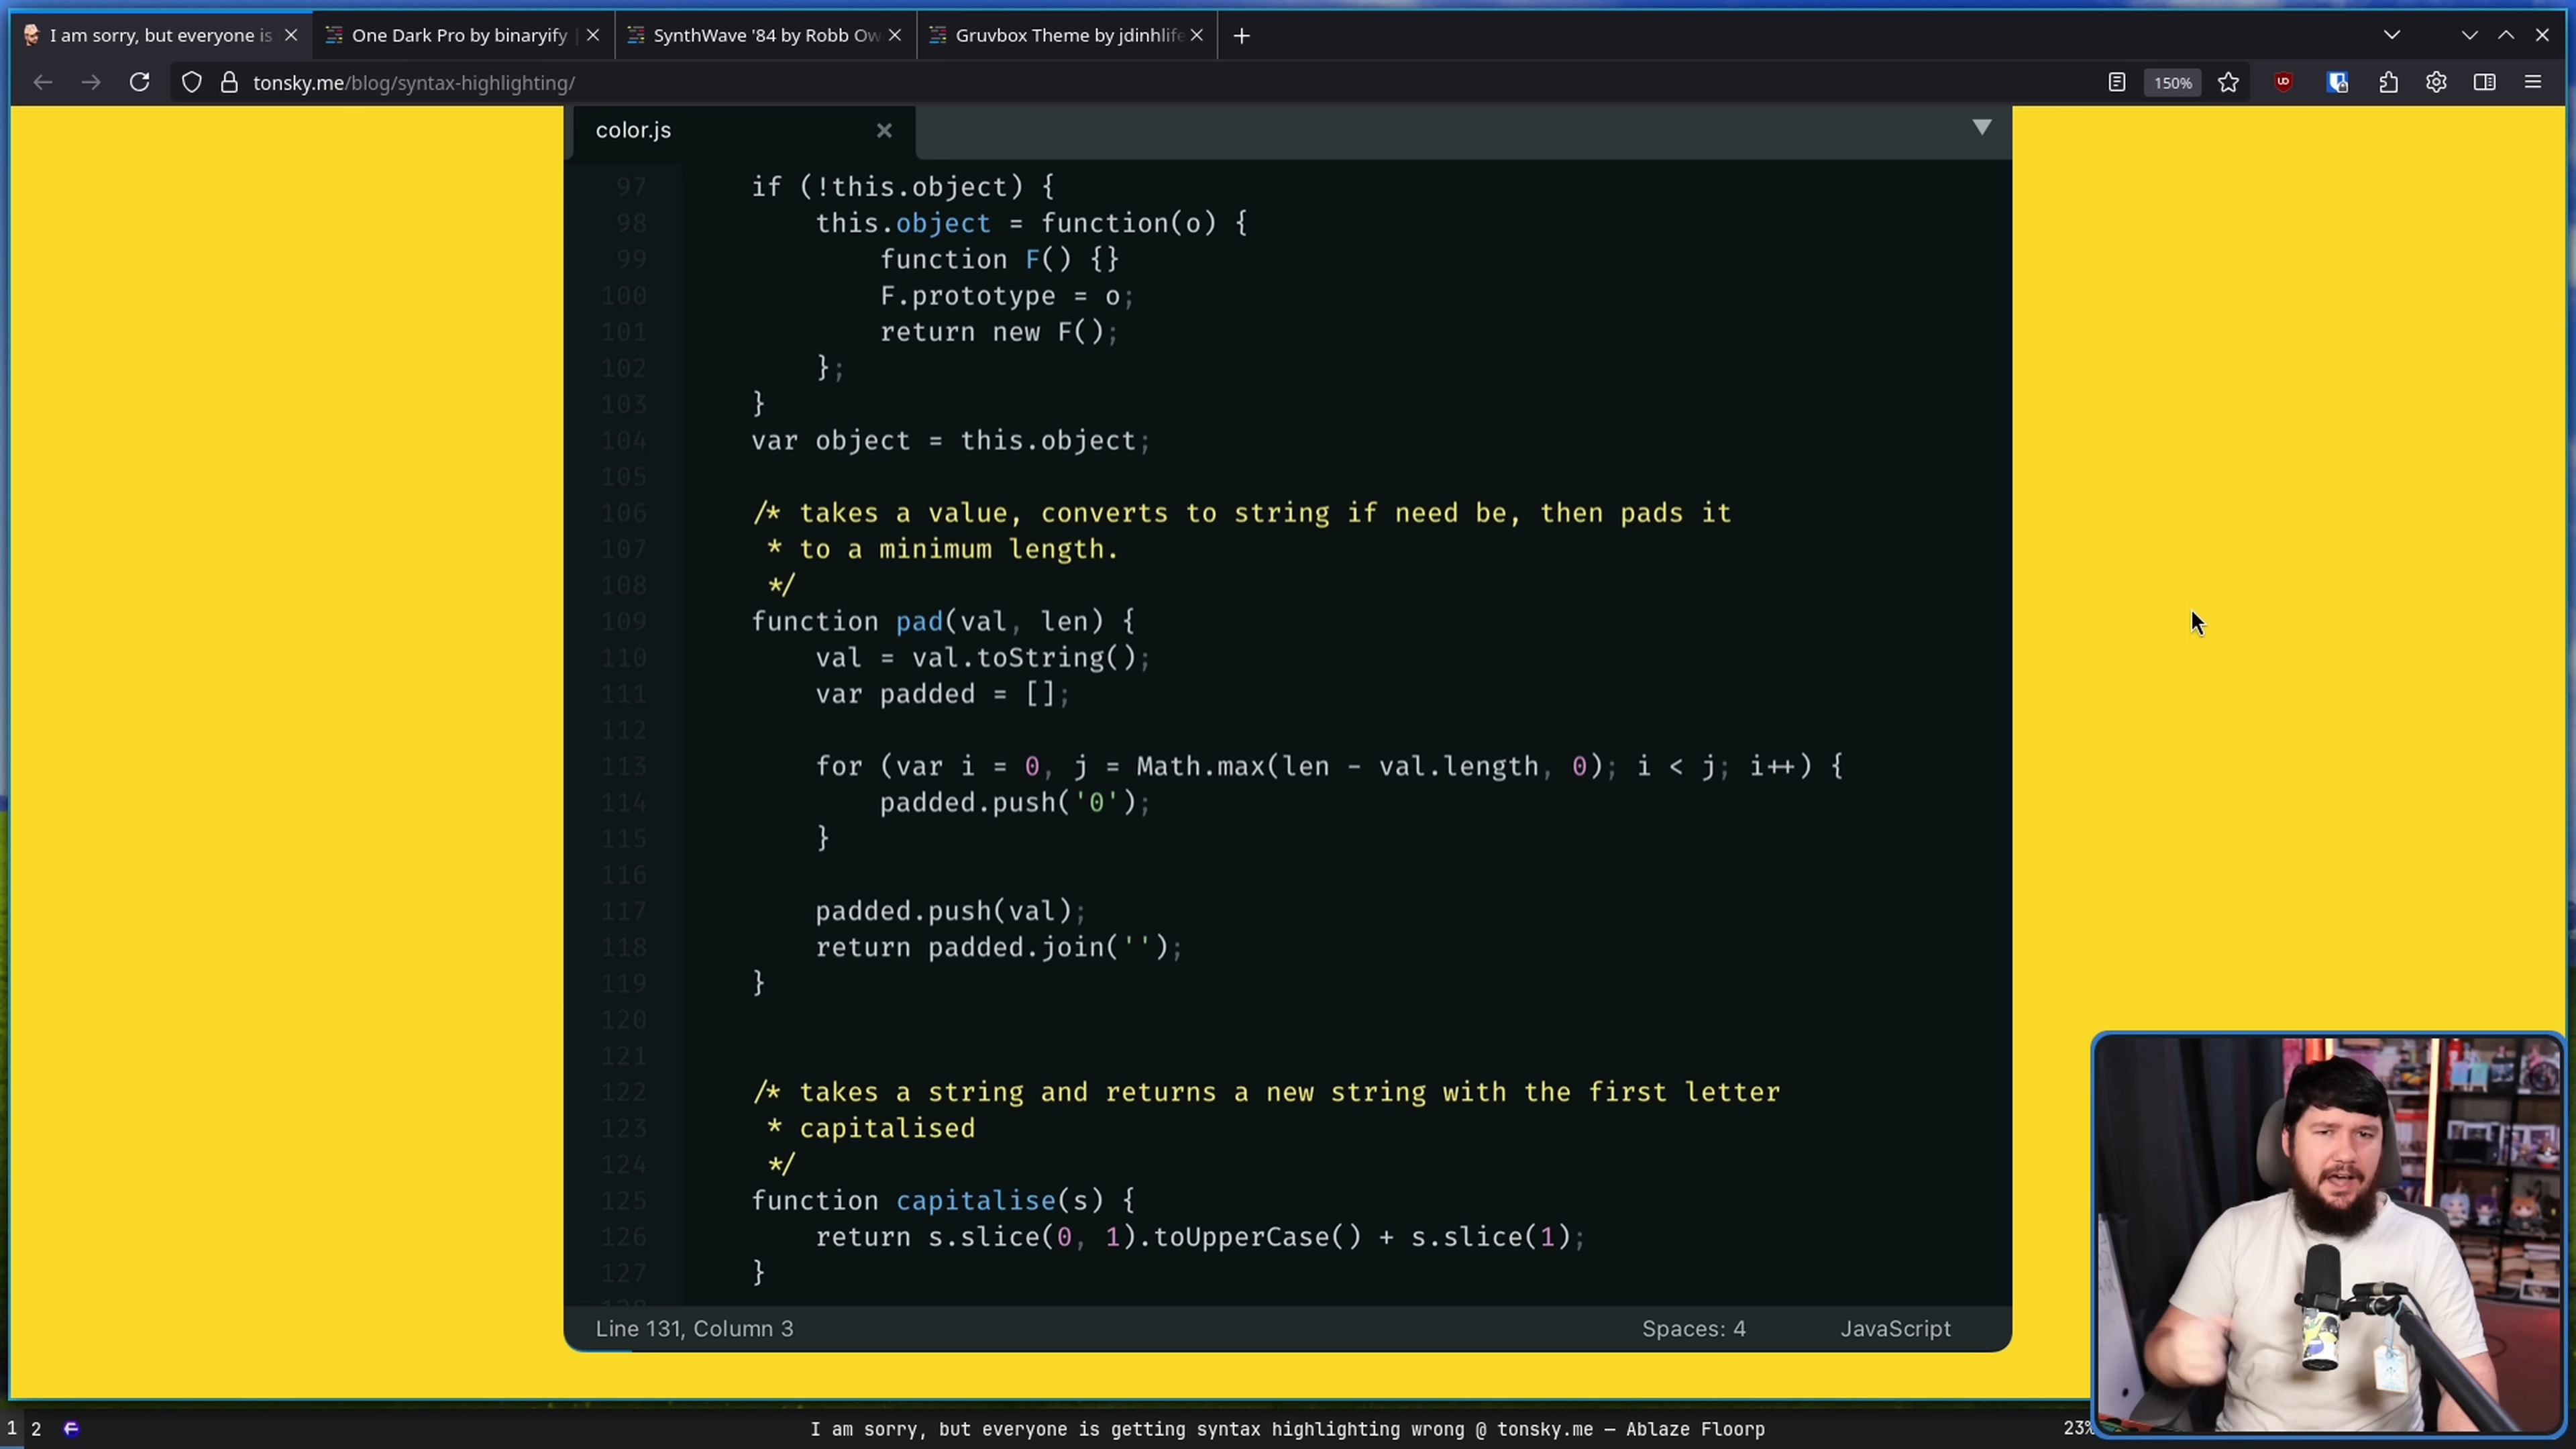 I am sorry, but everyone is
One Dark Pro by binaryify
SynthWave '84 by Robb Ow
Gruvbox Theme by jdinhlife
tonsky.me/blog/syntax-highlighting/
150%
color.js
97 if (!this.object) {
98 this.object = function(o) {
99 function F() {}
100 F.prototype = o;
101 return new F();
102 };
103 }
104 var object = this.object;
105
106 /* takes a value, converts to string if need be, then pads it
107 * to a minimum length.
108 */
109 function pad(val, len) {
110 val = val.toString();
111 var padded = [];
112
113 for (var i = 0, j = Math.max(len - val.length, 0); i < j; i++) {
114 padded.push('0');
115 }
116
117 padded.push(val);
118 return padded.join('');
119 }
120
121
122 /* takes a string and returns a new string with the first letter
123 * capitalised
124 */
125 function capitalise(s) {
126 return s.slice(0, 1).toUpperCase() + s.slice(1);
127 }
Line 131, Column 3
Spaces: 4
JavaScript
1 2
I am sorry, but everyone is getting syntax highlighting wrong @ tonsky.me — Ablaze Floorp
23%